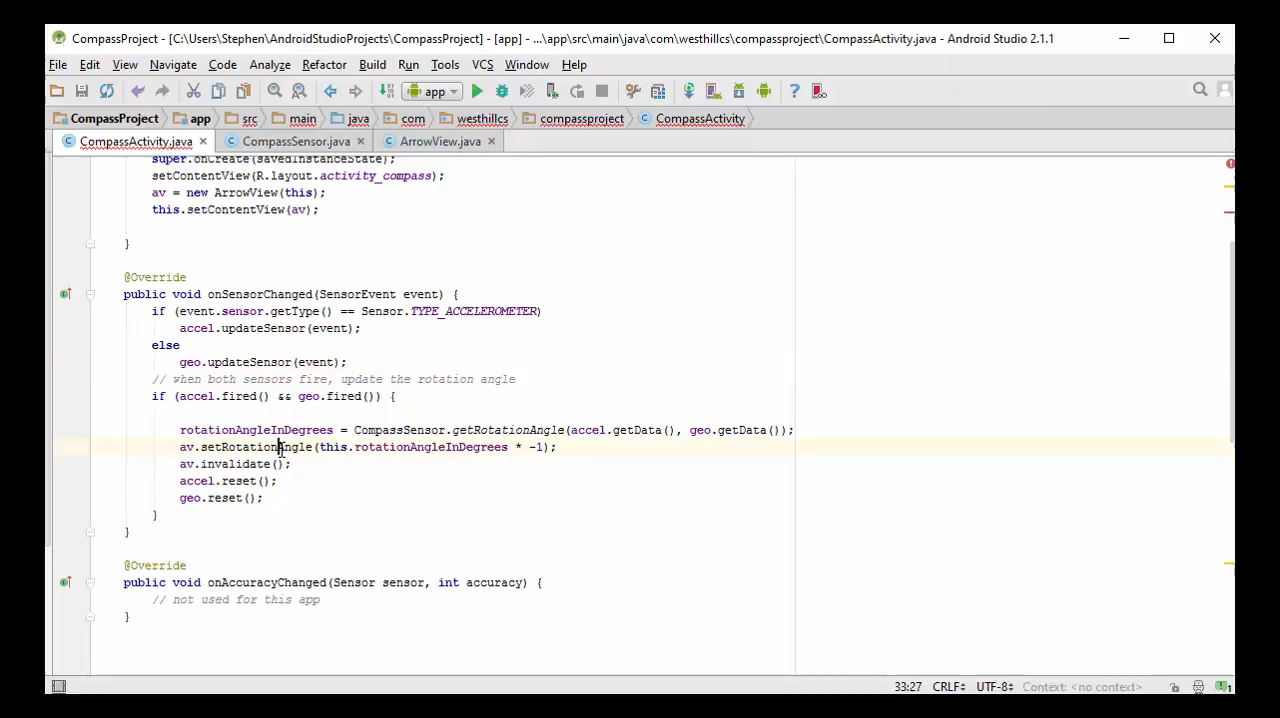 CompassProject - [C:\Users\Stephen\AndroidStudioProjects\CompassProject] - [app] - ...\app\src\main\java\com\westhillcs\compassproject\CompassActivity.java - Android Studio 2.1.1
File Edit View Navigate Code Analyze Refactor Build Run Tools VCS Window Help
app
CompassProject app src main java com westhillcs compassproject CompassActivity
CompassActivity.java CompassSensor.java ArrowView.java
super.onCreate(savedInstanceState);
setContentView(R.layout.activity_compass);
av = new ArrowView(this);
this.setContentView(av);
}
@Override
public void onSensorChanged(SensorEvent event) {
if (event.sensor.getType() == Sensor.TYPE_ACCELEROMETER)
accel.updateSensor(event);
else
geo.updateSensor(event);
// when both sensors fire, update the rotation angle
if (accel.fired() && geo.fired()) {
rotationAngleInDegrees = CompassSensor.getRotationAngle(accel.getData(), geo.getData());
av.setRotationAngle(this.rotationAngleInDegrees * -1);
av.invalidate();
accel.reset();
geo.reset();
}
}
@Override
public void onAccuracyChanged(Sensor sensor, int accuracy) {
// not used for this app
}
33:27 CRLF UTF-8 Context: <no context> 1